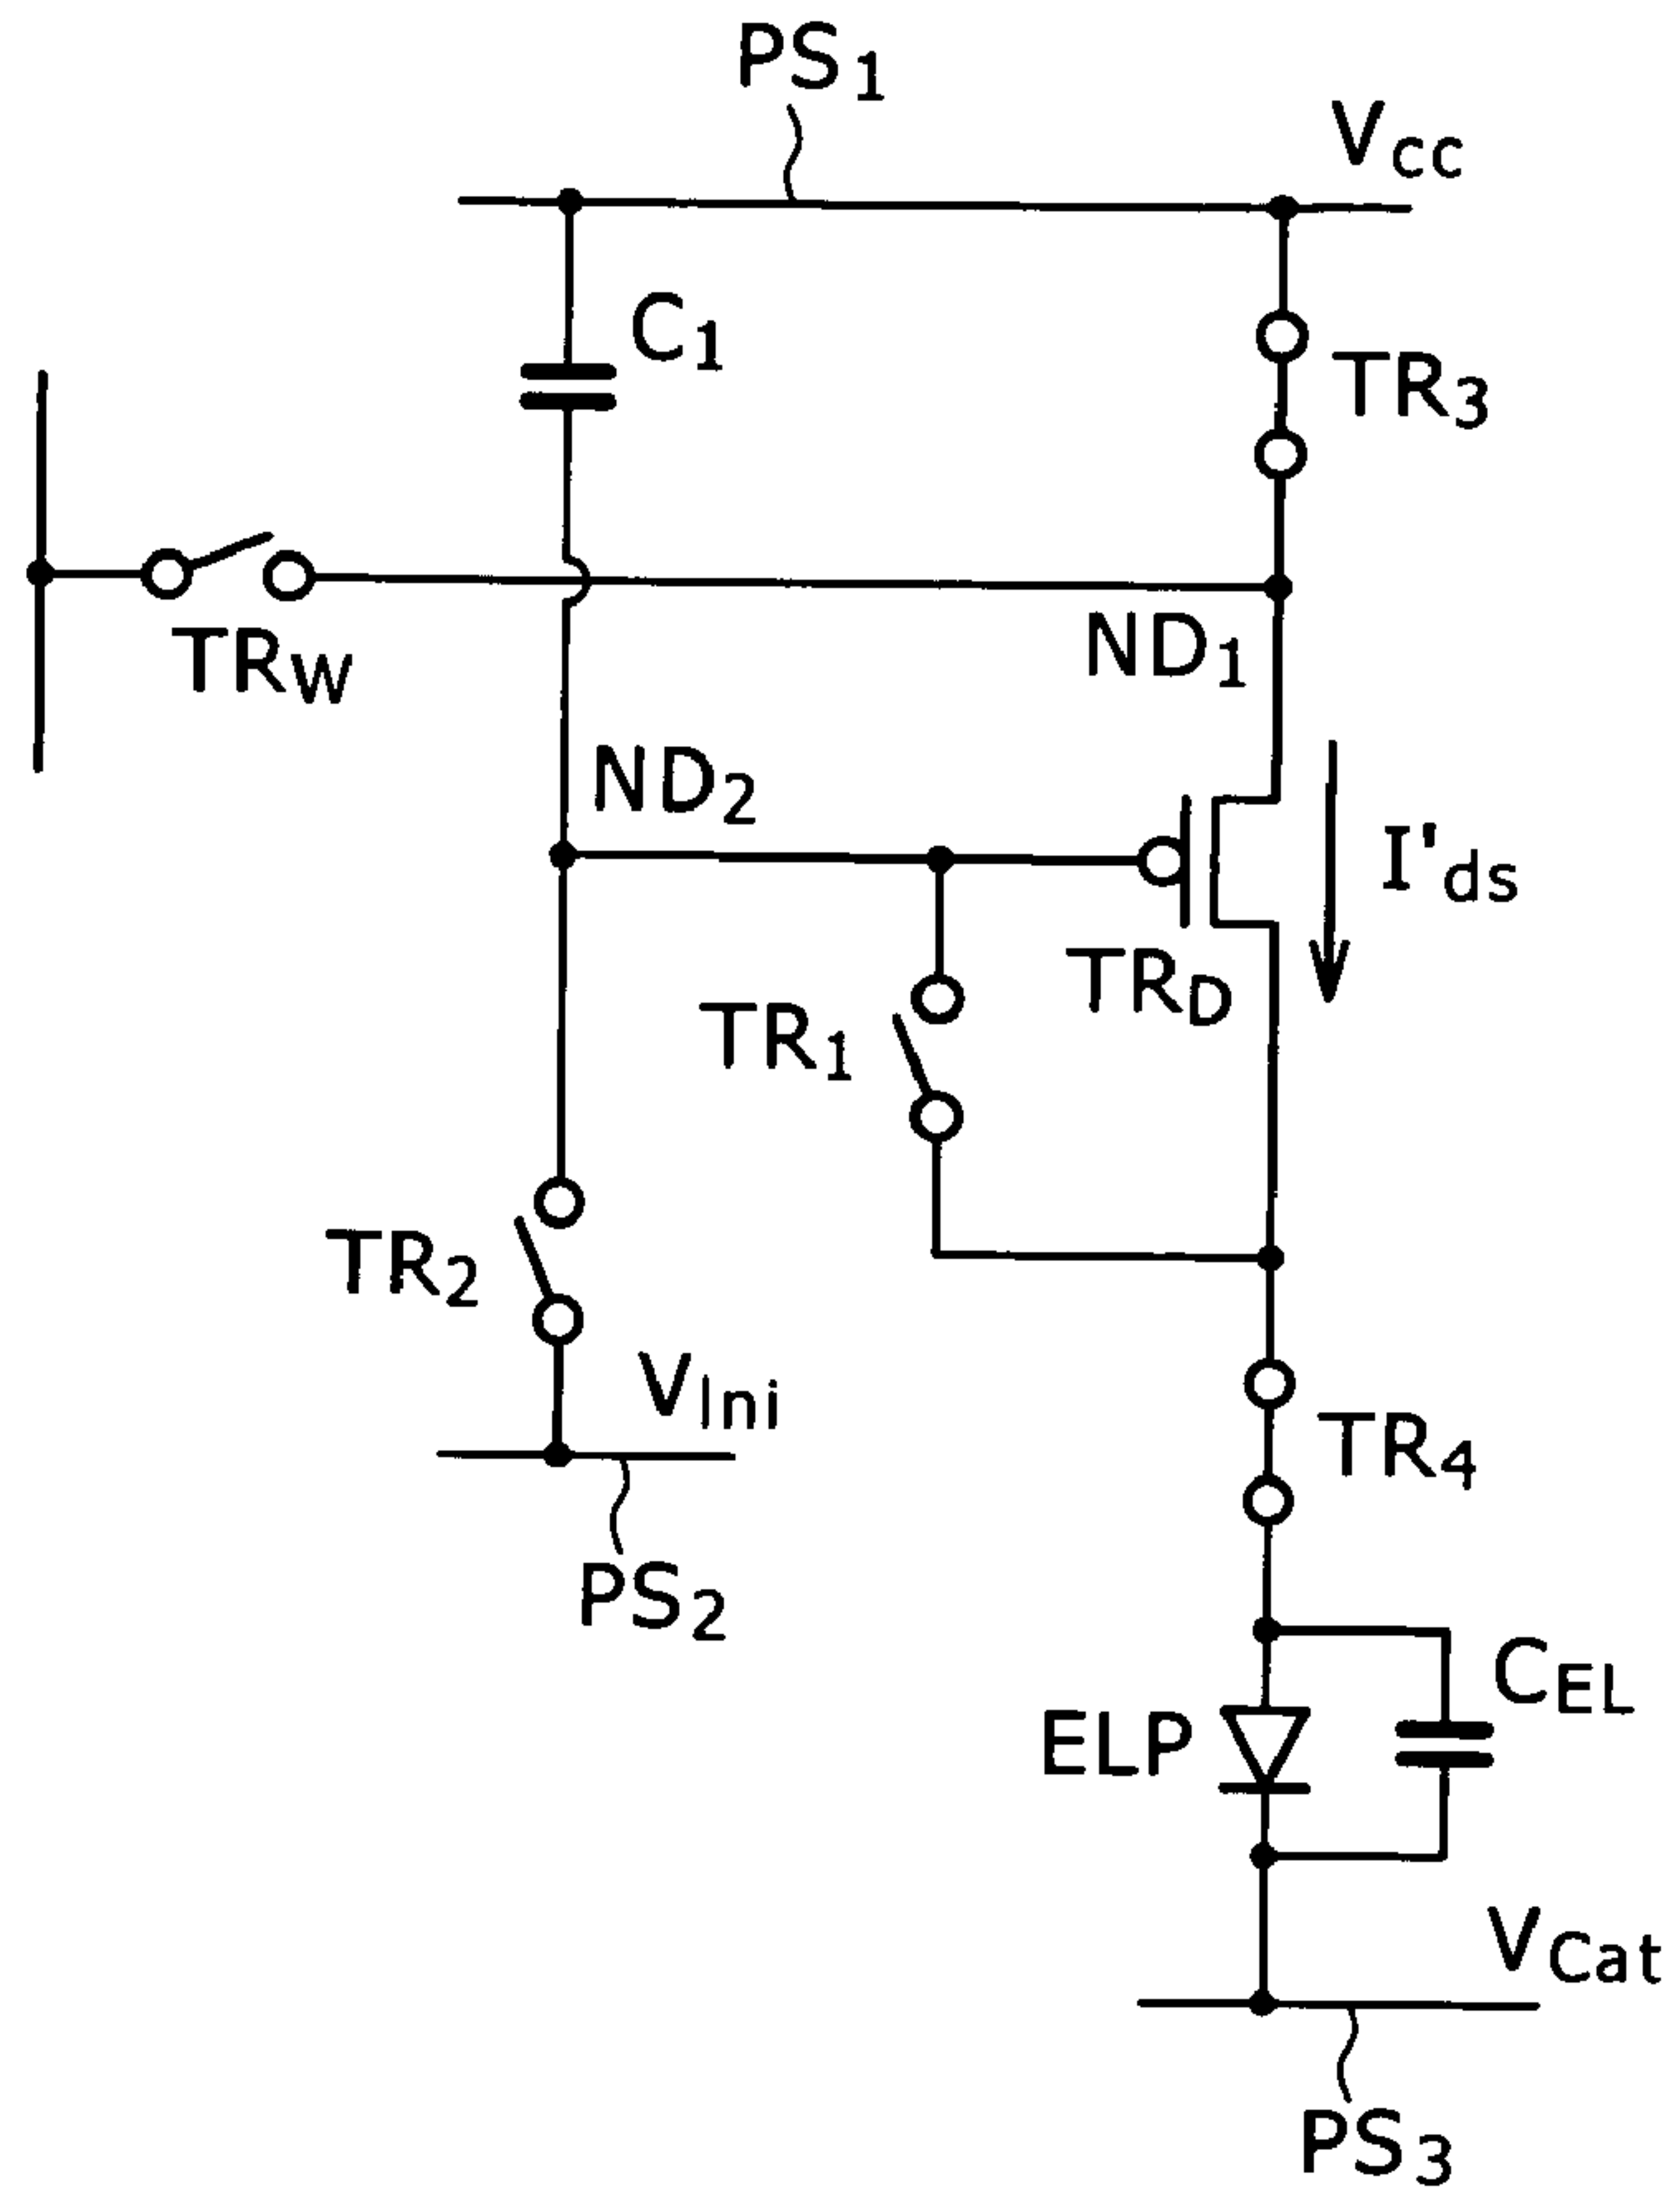 PS1
Vcc
C1
TR3
TRW
ND1
ND2
I'ds
TRD
TR1
TR2
VIni
TR4
PS2
CEL
ELP
VCat
PS3